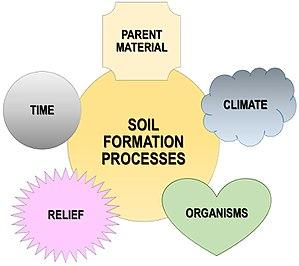 PARENT
MATERIAL
TIME
CLIMATE
SOIL
FORMATION
PROCESSES
RELIEF
ORGANISMS